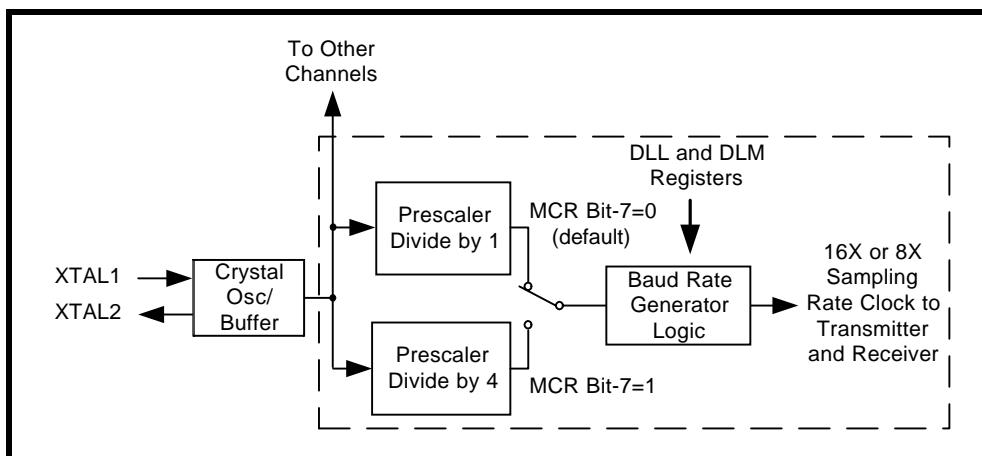 To Other
Channels
DLL and DLM
Registers
Prescaler
Divide by 1
MCR Bit-7=0
(default)
XTAL1
XTAL2
Crystal
Osc/
Buffer
Baud Rate
Generator
Logic
16X or 8X
Sampling
Rate Clock to
Transmitter
and Receiver
Prescaler
Divide by 4
MCR Bit-7=1